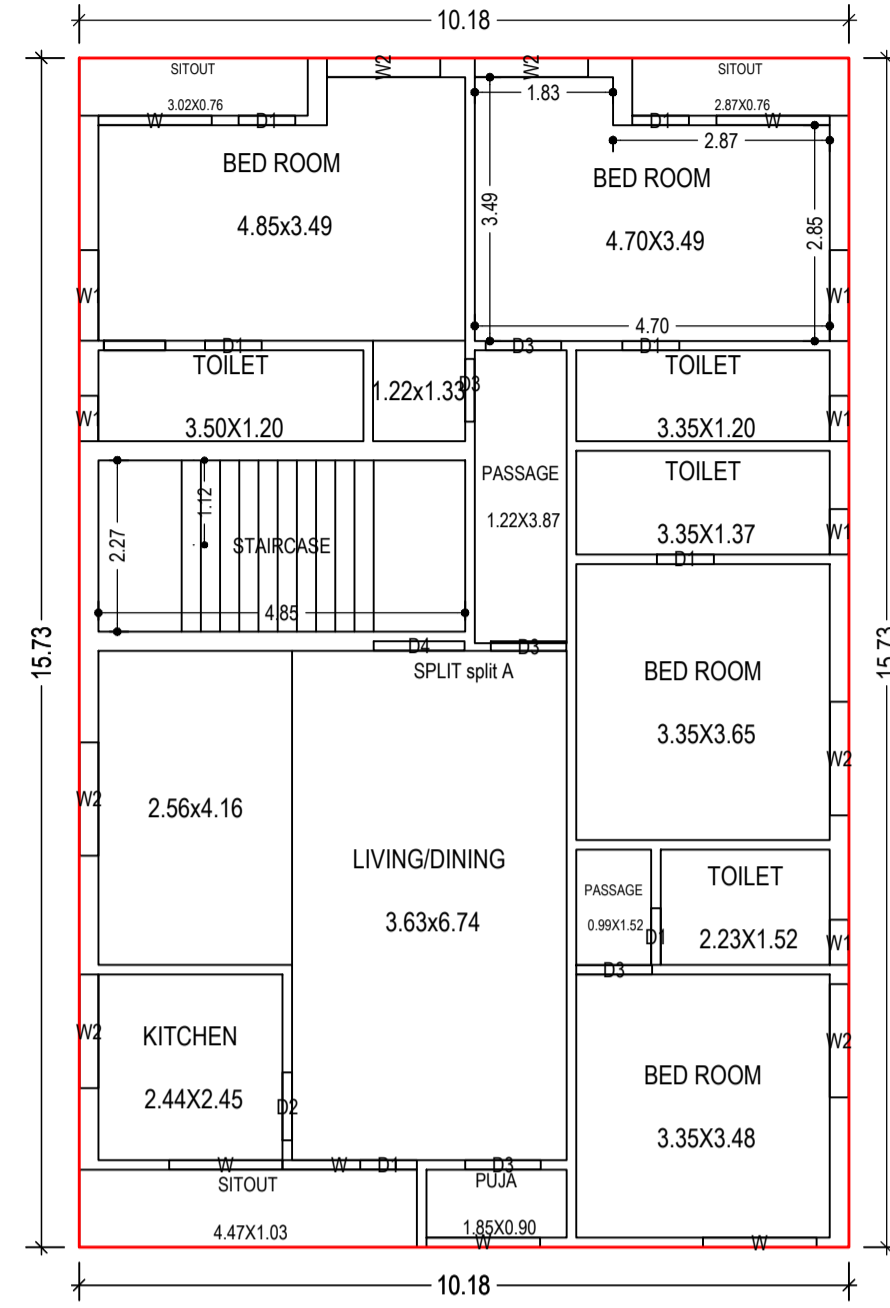 10.18
SITOUT
3.02X0.76
W2
W2
SITOUT
2.87X0.76
1.83
W
D1
D1
W
2.87
BED ROOM
4.85x3.49
BED ROOM
4.70X3.49
3.49
2.85
W1
W1
4.70
D1
D3
D1
TOILET
3.50X1.20
1.22x1.33
D3
TOILET
3.35X1.20
W1
W1
PASSAGE
1.22X3.87
TOILET
3.35X1.37
W1
1.12
2.27
STAIRCASE
4.85
D1
D4
D3
SPLIT split A
15.73
15.73
BED ROOM
3.35X3.65
W2
W2
2.56x4.16
LIVING/DINING
3.63x6.74
PASSAGE
0.99X1.52
D1
TOILET
2.23X1.52
W1
D3
W2
KITCHEN
2.44X2.45
D2
W2
BED ROOM
3.35X3.48
W
W
D1
D3
SITOUT
4.47X1.03
PUJA
1.85X0.90
W
W
10.18